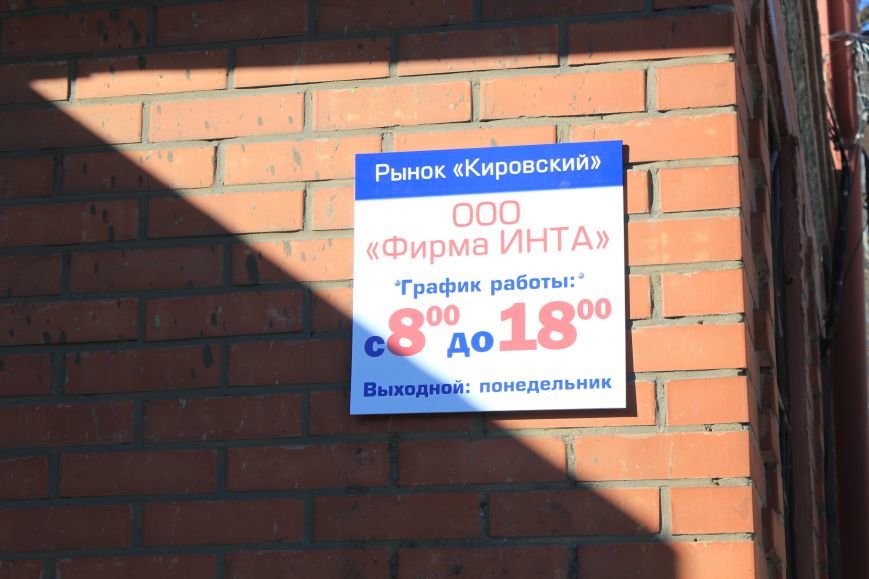 Рынок «Кировский»
ООО
«Фирма ИНТА»
График работы:
с 8⁰⁰ до 18⁰⁰
Выходной: понедельник